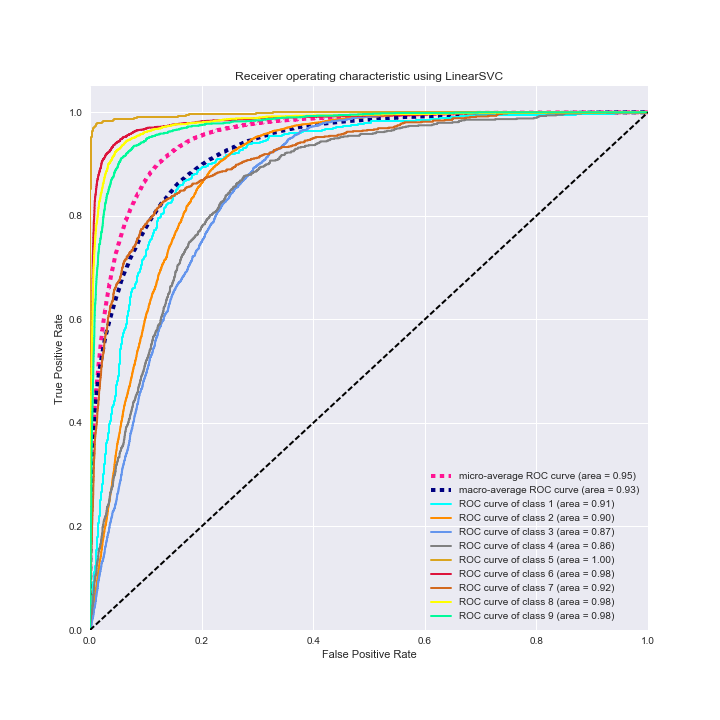 Receiver operating characteristic using LinearSVC
1.0
0.8
0.6
0.4
0.2
0.0
True Positive Rate
micro-average ROC curve (area = 0.95)
macro-average ROC curve (area = 0.93)
ROC curve of class 1 (area = 0.91)
ROC curve of class 2 (area = 0.90)
ROC curve of class 3 (area = 0.87)
ROC curve of class 4 (area = 0.86)
ROC curve of class 5 (area = 1.00)
ROC curve of class 6 (area = 0.98)
ROC curve of class 7 (area = 0.92)
ROC curve of class 8 (area = 0.98)
ROC curve of class 9 (area = 0.98)
0.0 0.2 0.4 0.6 0.8 1.0
False Positive Rate